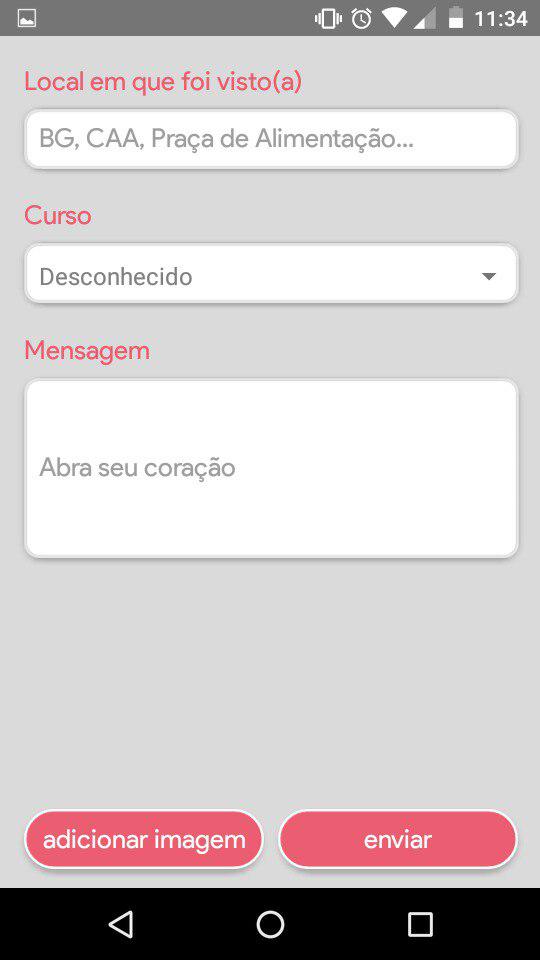 11:34
Local em que foi visto(a)
BG, CAA, Praça de Alimentação...
Curso
Desconhecido
Mensagem
Abra seu coração
adicionar imagem
enviar